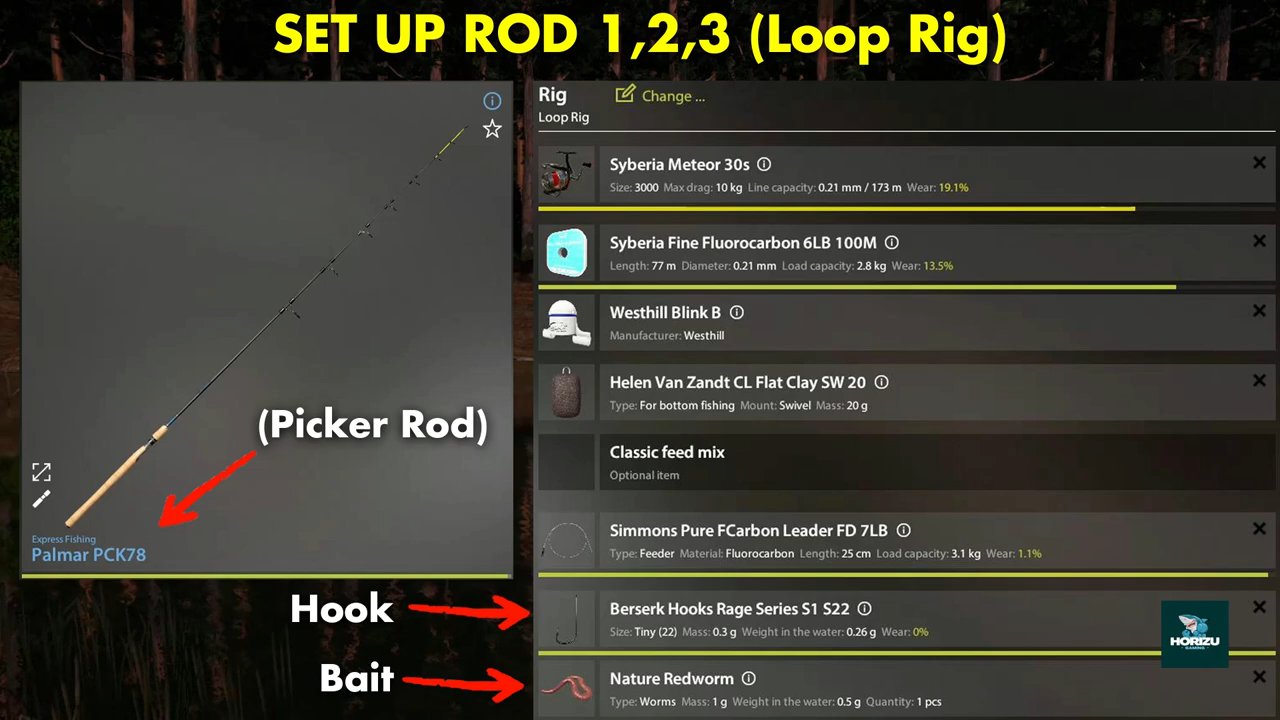 SET UP ROD 1,2,3 (Loop Rig)
(Picker Rod)
Express Fishing
Palmar PCK78
Hook
Bait
Rig
Change ...
Loop Rig
Syberia Meteor 30s
Size: 3000 Max drag: 10 kg Line capacity: 0.21 mm / 173 m Wear: 19.1%
Syberia Fine Fluorocarbon 6LB 100M
Length: 77 m Diameter: 0.21 mm Load capacity: 2.8 kg Wear: 13.5%
Westhill Blink B
Manufacturer: Westhill
Helen Van Zandt CL Flat Clay SW 20
Type: For bottom fishing Mount: Swivel Mass: 20 g
Classic feed mix
Optional item
Simmons Pure FCarbon Leader FD 7LB
Type: Feeder Material: Fluorocarbon Length: 25 cm Load capacity: 3.1 kg Wear: 1.1%
Berserk Hooks Rage Series S1 S22
Size: Tiny (22) Mass: 0.3 g Weight in the water: 0.26 g Wear: 0%
Nature Redworm
Type: Worms Mass: 1 g Weight in the water: 0.5 g Quantity: 1 pcs
HORIZU
GAMING